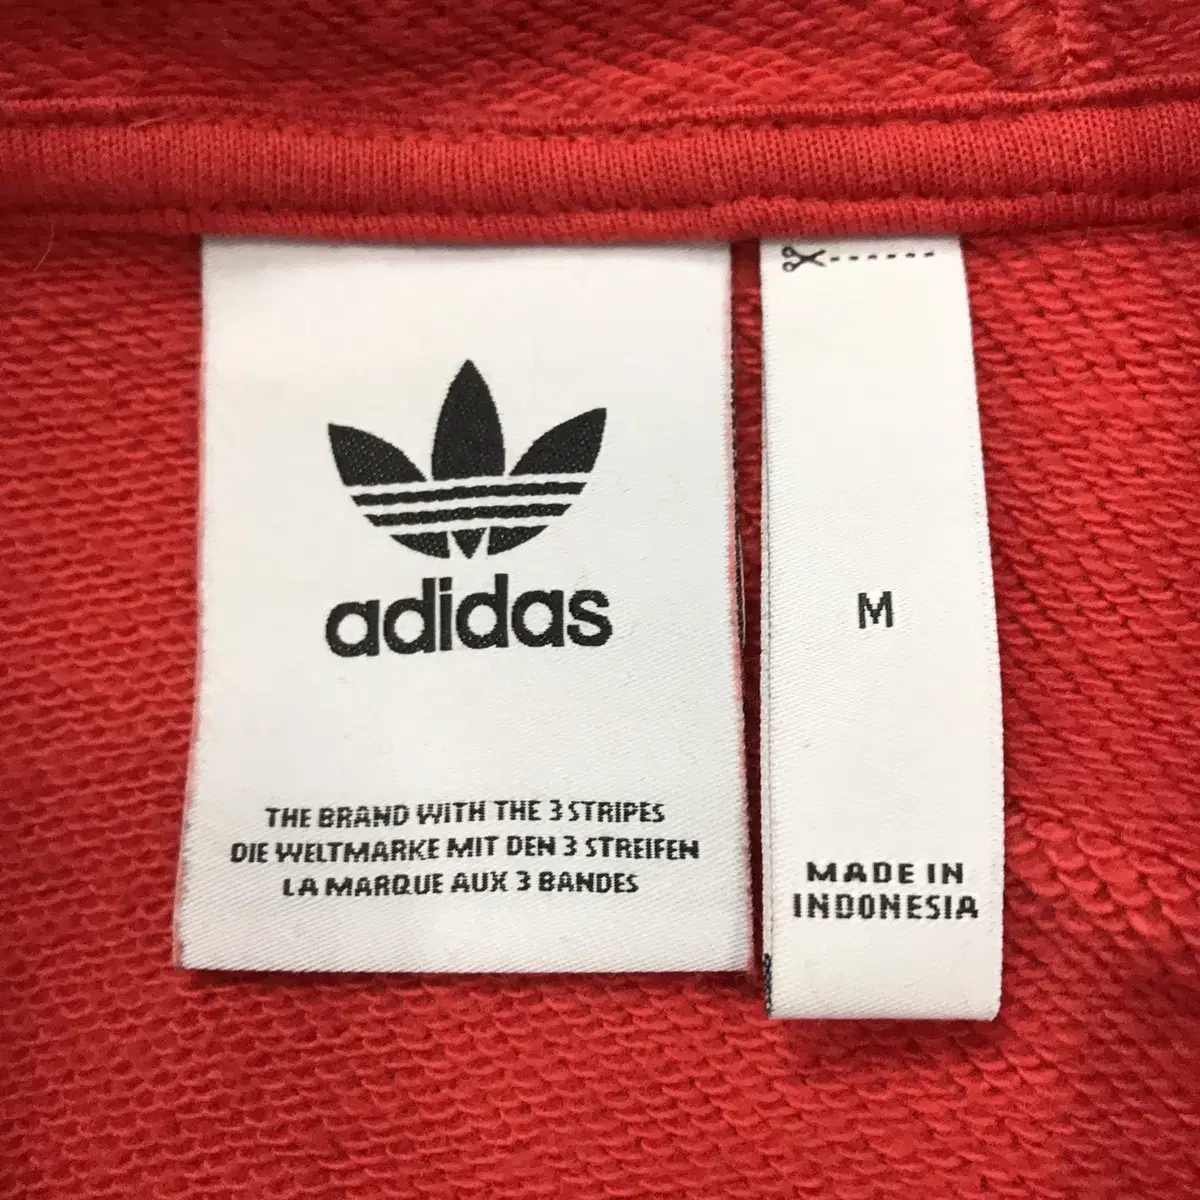 adidas
THE BRAND WITH THE 3 STRIPES
DIE WELTMARKE MIT DEN 3 STREIFEN
LA MARQUE AUX 3 BANDES
M
MADE IN
INDONESIA